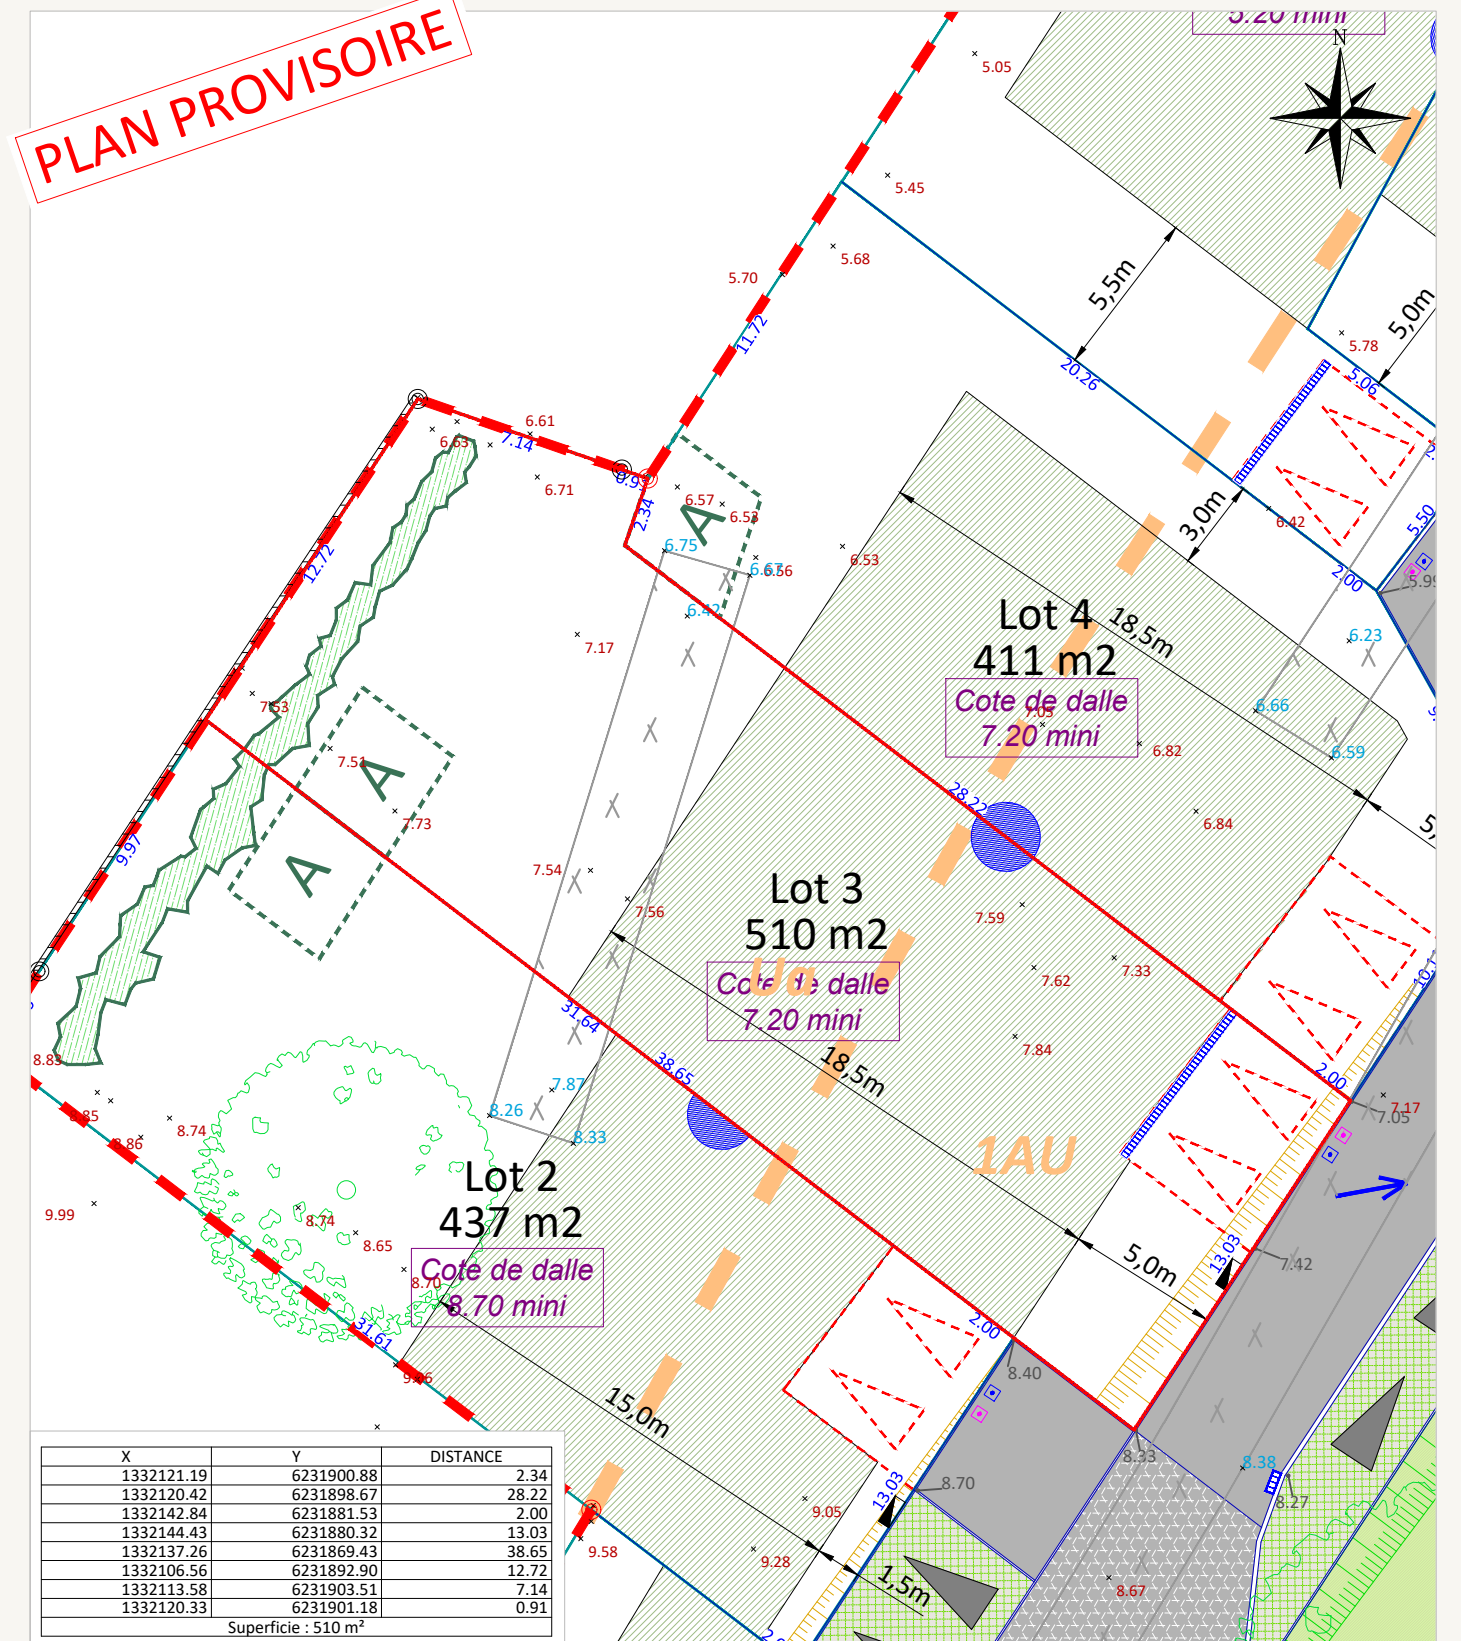 PLAN PROVISOIRE
5.20 mini
N
5.05
5.45
5.68
5.70
11.72
5,5m
5,0m
5.78
5.06
20.26
6.61
6.63
7.14
6.71
2.34
6.57
6.53
A
6.75
6.67
6.56
6.53
6.42
3,0m
6.42
5.50
2.00
5.99
12.72
7.17
Lot 4
411 m2
18,5m
6.23
Cote de dalle
7.20 mini
7.05
6.66
6.82
6.59
7.53
7.51
A
7.73
28.22
6.84
9.97
A
7.54
7.56
Lot 3
510 m2
7.59
Cote de dalle
7.20 mini
Ua
7.62
7.33
31.64
7.84
18,5m
38.65
8.83
7.87
8.26
8.33
2.00
7.17
7.05
8.85
8.74
8.86
1AU
Lot 2
437 m2
9.99
8.74
8.65
8.70
Cote de dalle
8.70 mini
5,0m
13.03
7.42
31.61
2.00
8.40
9.06
15,0m
8.33
8.38
8.27
8.70
13.03
9.05
9.58
9.28
1,5m
8.67
X Y DISTANCE
1332121.19 6231900.88 2.34
1332120.42 6231898.67 28.22
1332142.84 6231881.53 2.00
1332144.43 6231880.32 13.03
1332137.26 6231869.43 38.65
1332106.56 6231892.90 12.72
1332113.58 6231903.51 7.14
1332120.33 6231901.18 0.91
Superficie : 510 m²